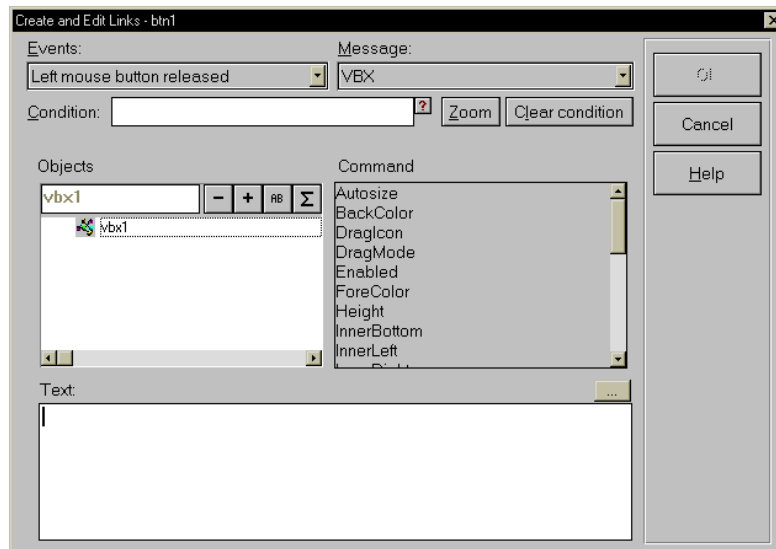 Create and Edit Links - btn1
Events:
Message:
Left mouse button released
VBX
Condition:
?
Zoom
Clear condition
Cancel
Help
Objects
Command
vbx1
− + AB Σ
vbx1
Autosize
BackColor
DragIcon
DragMode
Enabled
ForeColor
Height
InnerBottom
InnerLeft
Text:
...